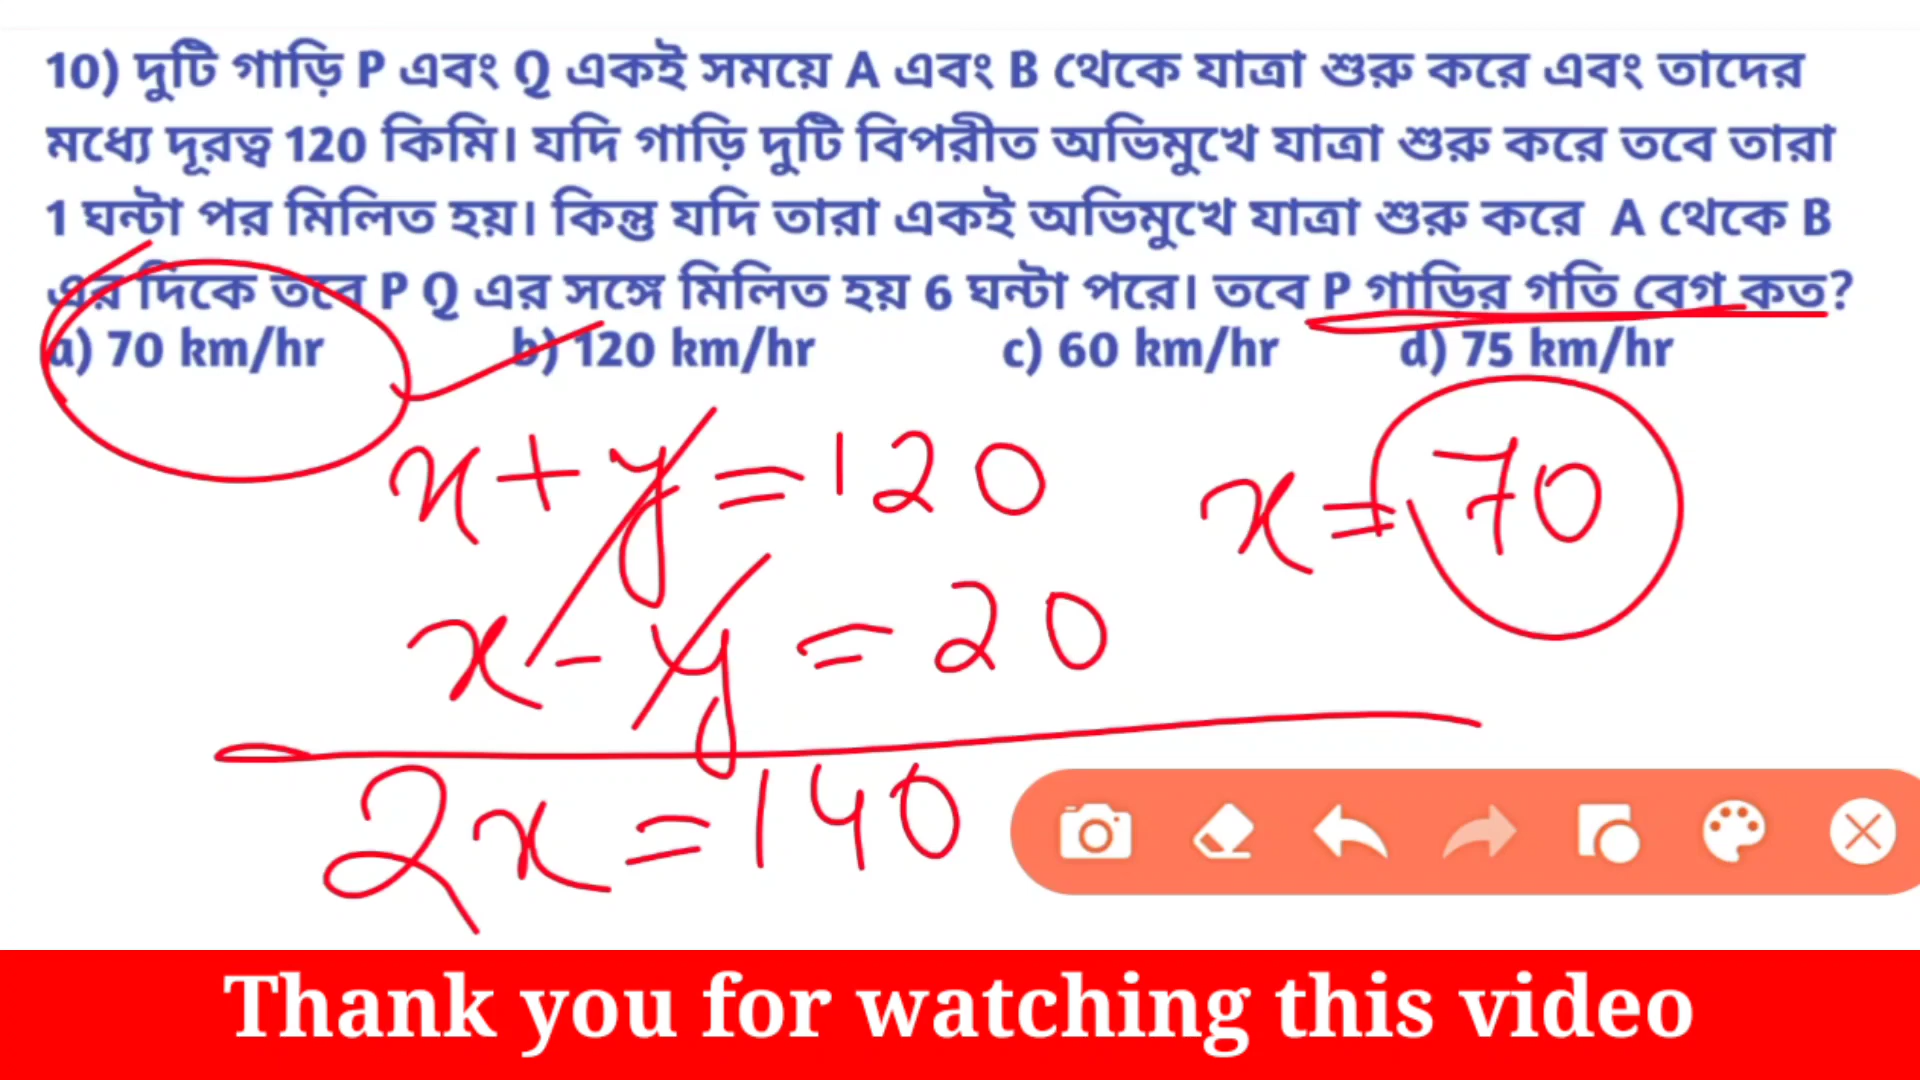 10) দুটি গাড়ি P এবং Q একই সময়ে A এবং B থেকে যাত্রা শুরু করে এবং তাদের
মধ্যে দূরত্ব 120 কিমি। যদি গাড়ি দুটি বিপরীত অভিমুখে যাত্রা শুরু করে তবে তারা
1 ঘন্টা পর মিলিত হয়। কিন্তু যদি তারা একই অভিমুখে যাত্রা শুরু করে A থেকে B
এর দিকে তবে P Q এর সঙ্গে মিলিত হয় 6 ঘন্টা পরে। তবে P গাড়ির গতি বেগ কত?
a) 70 km/hr b) 120 km/hr c) 60 km/hr d) 75 km/hr
x + y = 120 x = 70
x - y = 20
2x = 140
Thank you for watching this video